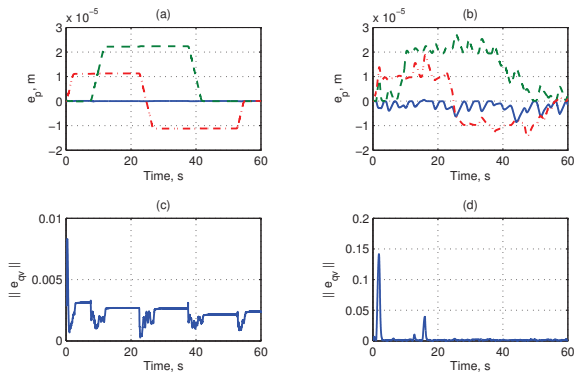 (a)
x 10⁻⁵
3
2
1
0
−1
−2
e_p, m
0 20 40 60
Time, s
(b)
x 10⁻⁵
3
2
1
0
−1
−2
e_p, m
0 20 40 60
Time, s
(c)
0.01
0.005
0
|| e_qv ||
0 20 40 60
Time, s
(d)
0.2
0.15
0.1
0.05
0
|| e_qv ||
0 20 40 60
Time, s